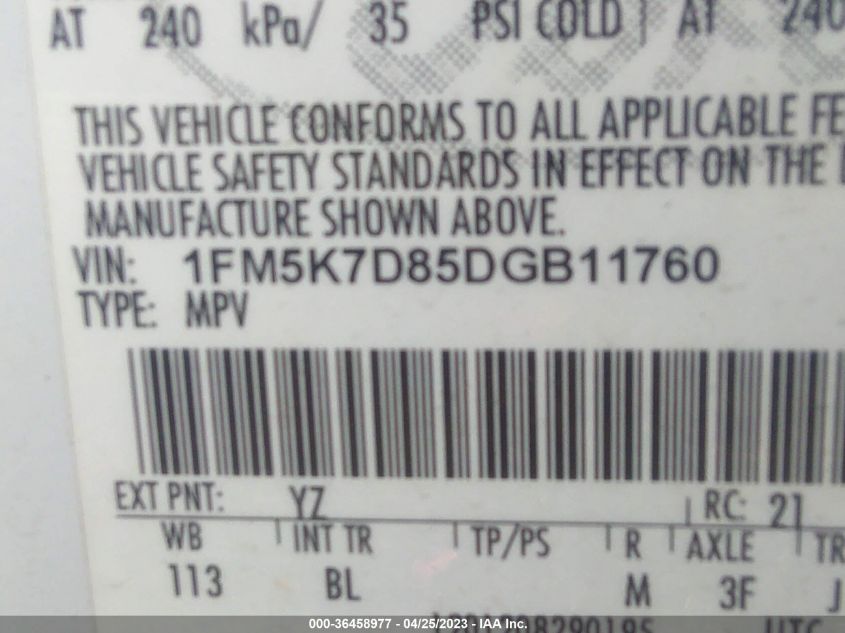 AT 240 kPa/ 35 PSI COLD AT 240
THIS VEHICLE CONFORMS TO ALL APPLICABLE FE
VEHICLE SAFETY STANDARDS IN EFFECT ON THE
MANUFACTURE SHOWN ABOVE.
VIN: 1FM5K7D85DGB11760
TYPE: MPV
EXT PNT: YZ RC: 21
WB INT TR TP/PS R AXLE TR
113 BL M 3F J
UTC
000-36458977 - 04/25/2023 - IAA Inc.